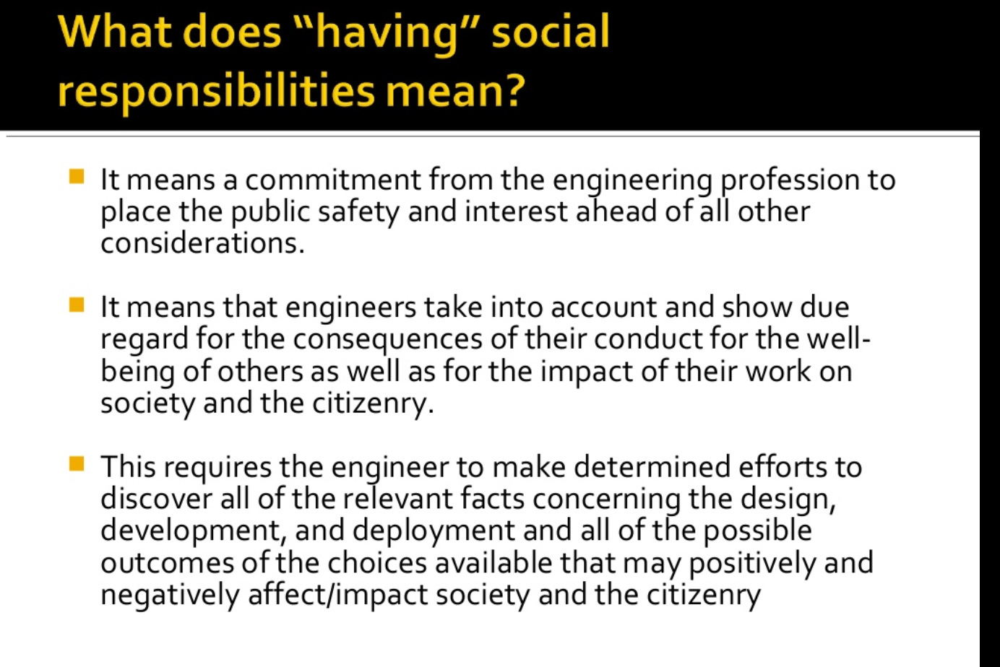 What does “having” social
responsibilities mean?
It means a commitment from the engineering profession to
place the public safety and interest ahead of all other
considerations.
It means that engineers take into account and show due
regard for the consequences of their conduct for the well-
being of others as well as for the impact of their work on
society and the citizenry.
This requires the engineer to make determined efforts to
discover all of the relevant facts concerning the design,
development, and deployment and all of the possible
outcomes of the choices available that may positively and
negatively affect/impact society and the citizenry